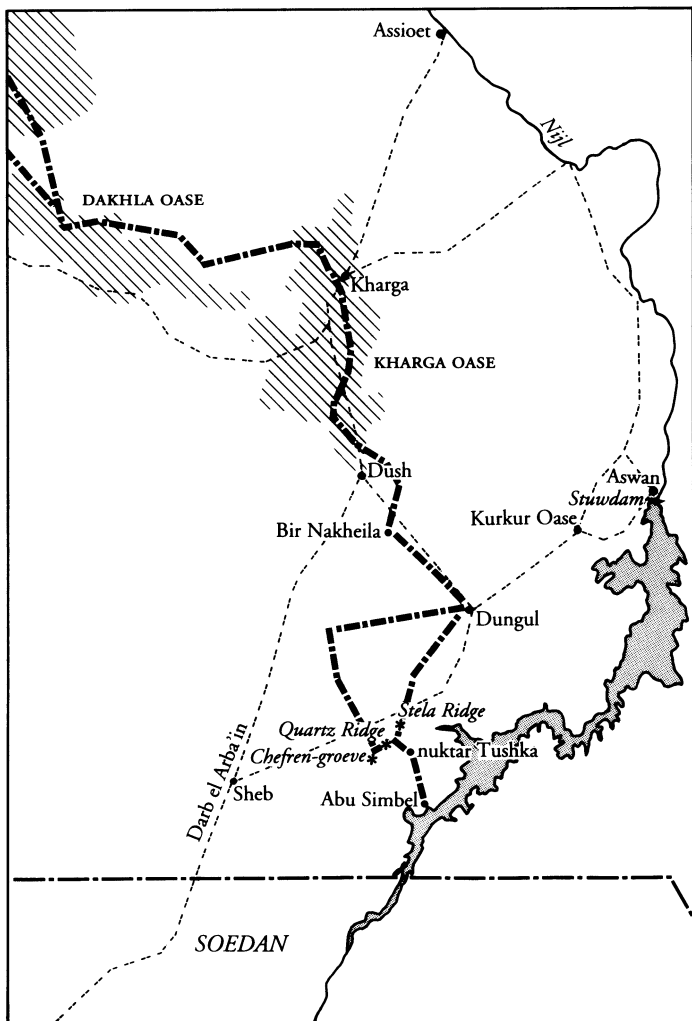 Assioet
Nijl
DAKHLA OASE
Kharga
KHARGA OASE
Dush
Aswan
Stuwdam
Kurkur Oase
Bir Nakheila
Dungul
Stela Ridge
Quartz Ridge
nuktar Tushka
Chefren-groeve
Sheb
Abu Simbel
Darb el Arba'in
SOEDAN